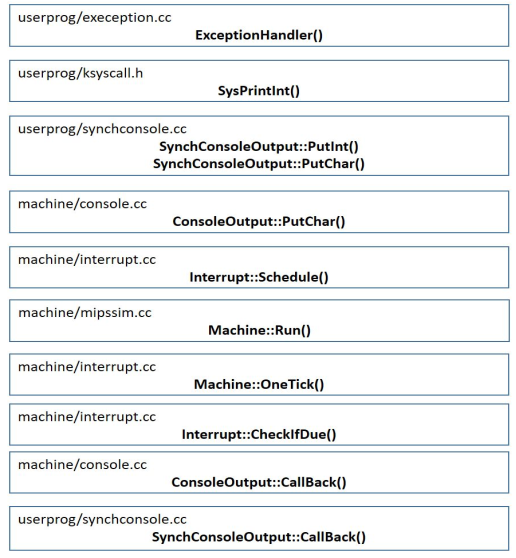 userprog/exeception.cc
ExceptionHandler()
userprog/ksyscall.h
SysPrintInt()
userprog/synchconsole.cc
SynchConsoleOutput::PutInt()
SynchConsoleOutput::PutChar()
machine/console.cc
ConsoleOutput::PutChar()
machine/interrupt.cc
Interrupt::Schedule()
machine/mipssim.cc
Machine::Run()
machine/interrupt.cc
Machine::OneTick()
machine/interrupt.cc
Interrupt::CheckIfDue()
machine/console.cc
ConsoleOutput::CallBack()
userprog/synchconsole.cc
SynchConsoleOutput::CallBack()